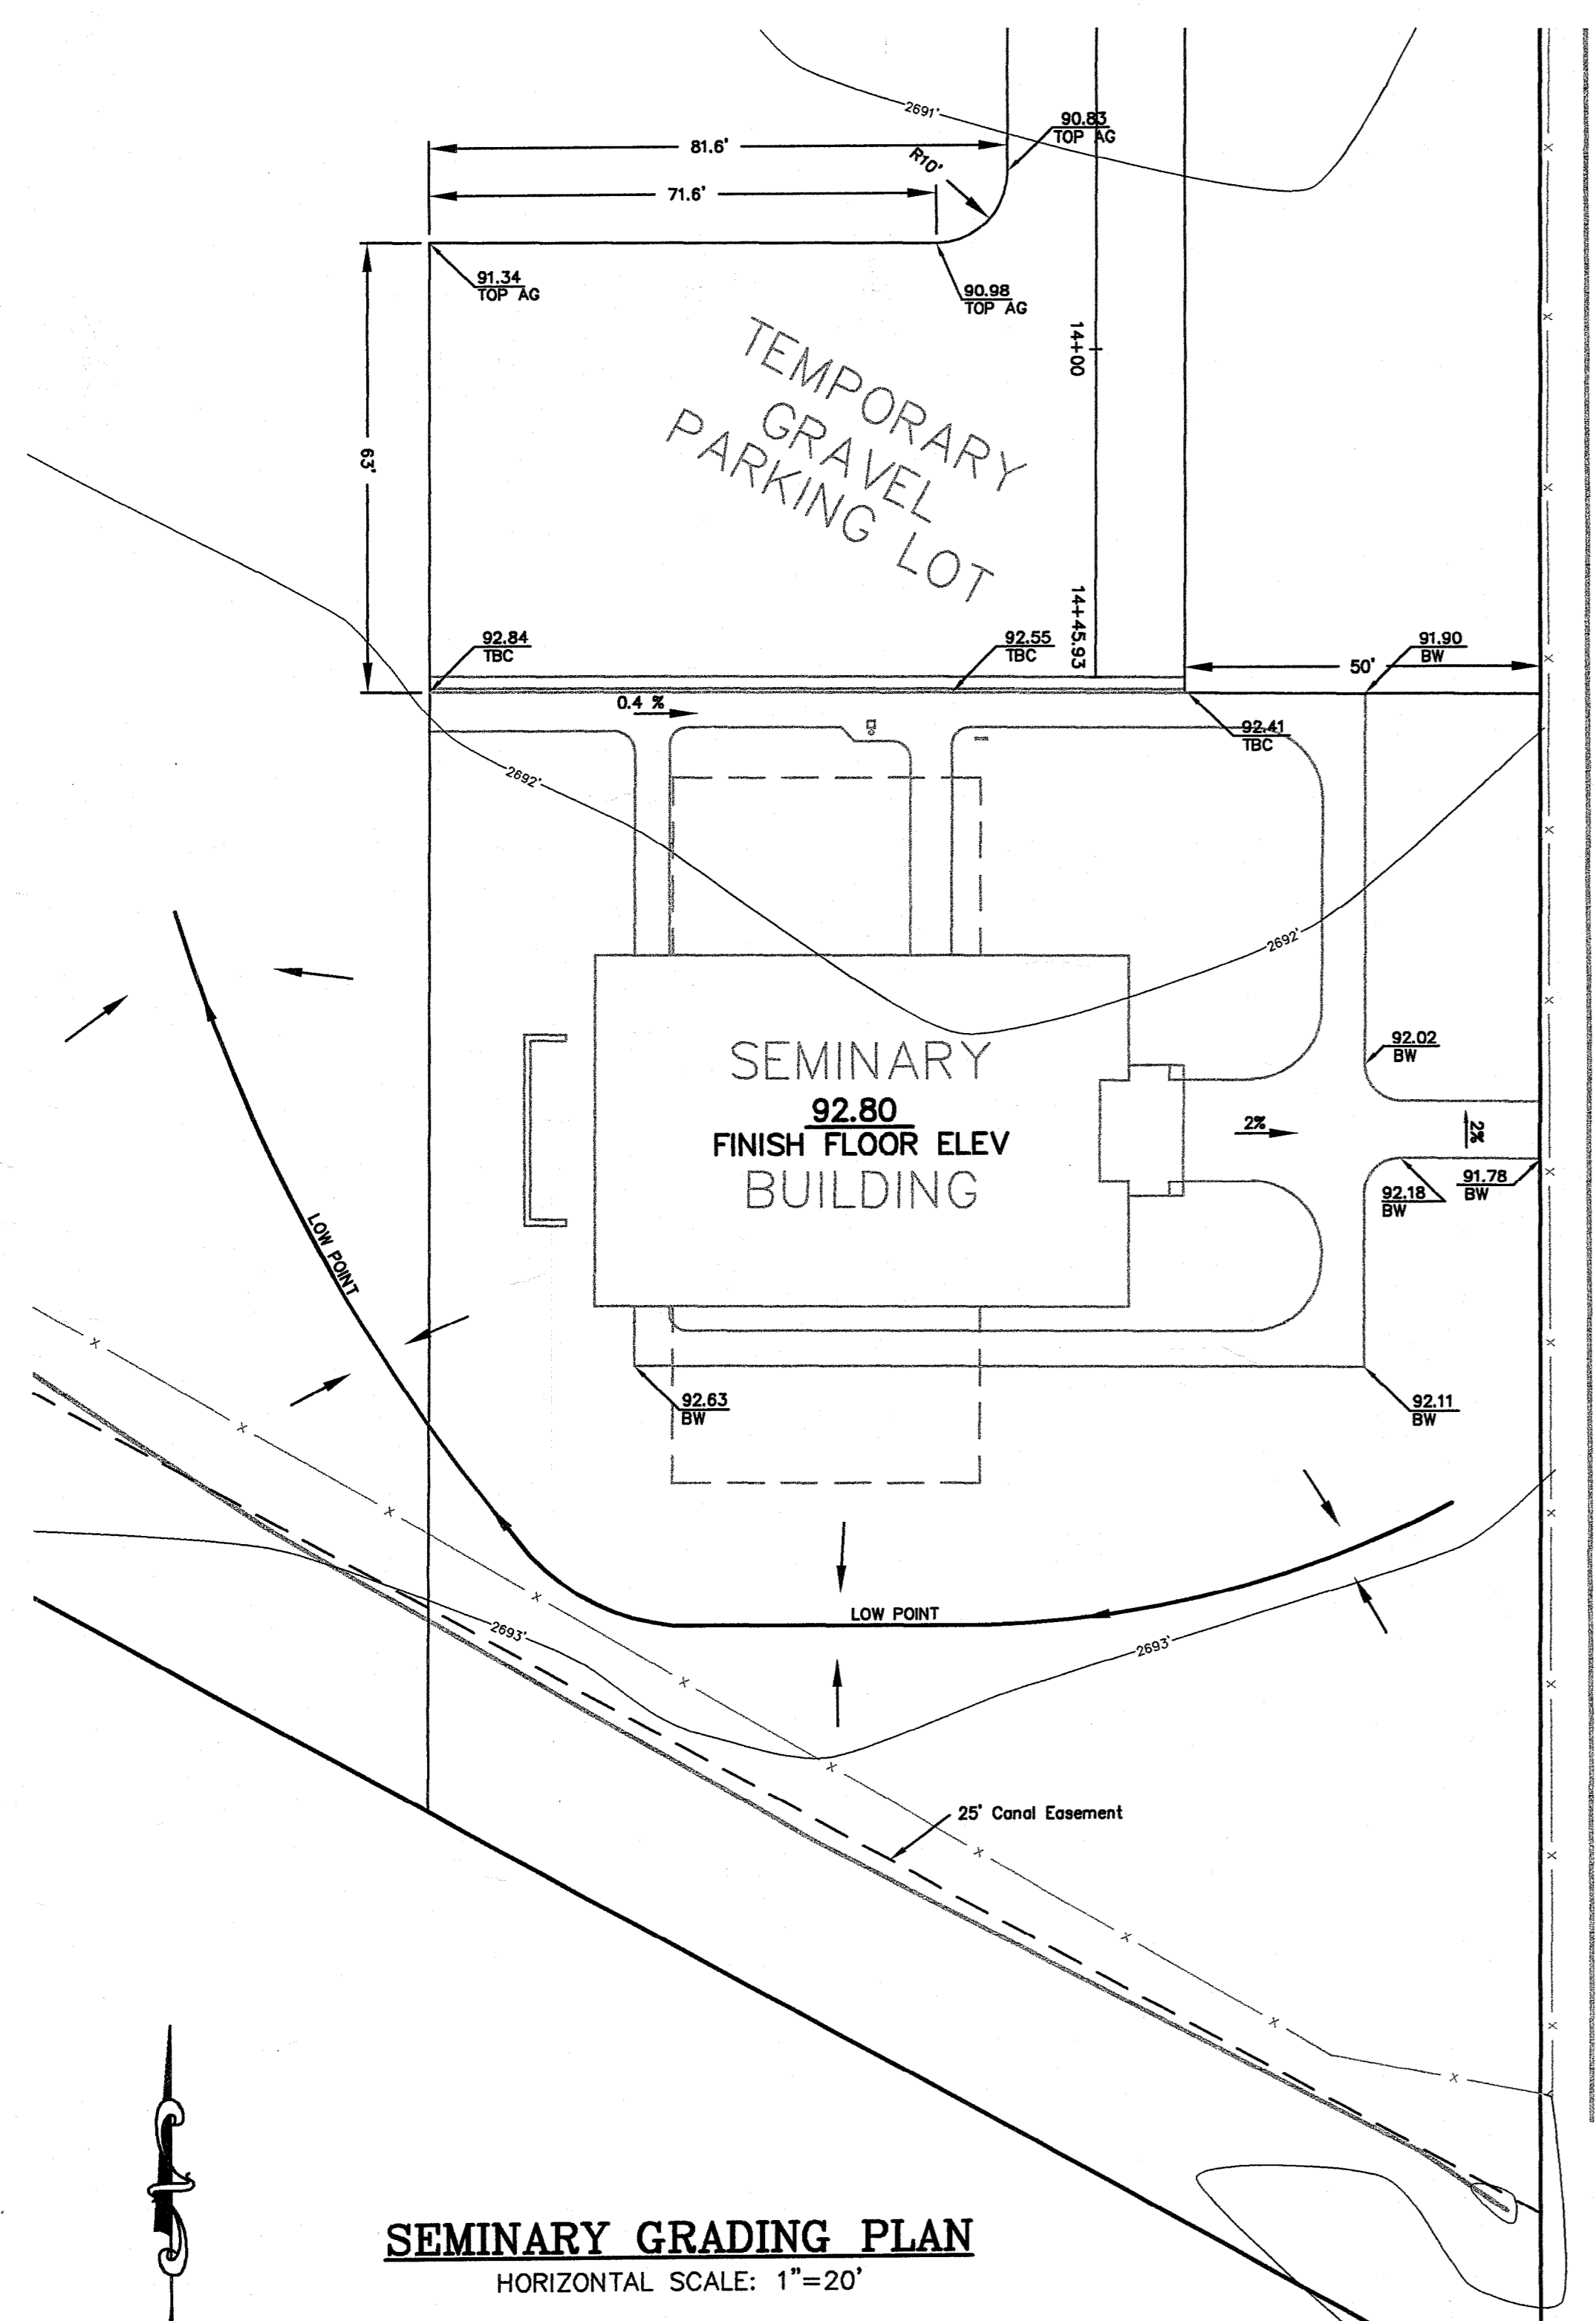 2691'
90.83
TOP AG
81.6'
R10'
71.6'
91.34
TOP AG
90.98
TOP AG
TEMPORARY
GRAVEL
PARKING LOT
14+00
63'
14+45.93
92.84
TBC
92.55
TBC
91.90
BW
50'
0.4 %
92.41
TBC
2692'
2692'
SEMINARY
92.80
FINISH FLOOR ELEV
BUILDING
92.02
BW
2%
2%
92.18
BW
91.78
BW
LOW POINT
92.63
BW
92.11
BW
LOW POINT
2693'
2693'
25' Canal Easement
SEMINARY GRADING PLAN
HORIZONTAL SCALE: 1"=20'